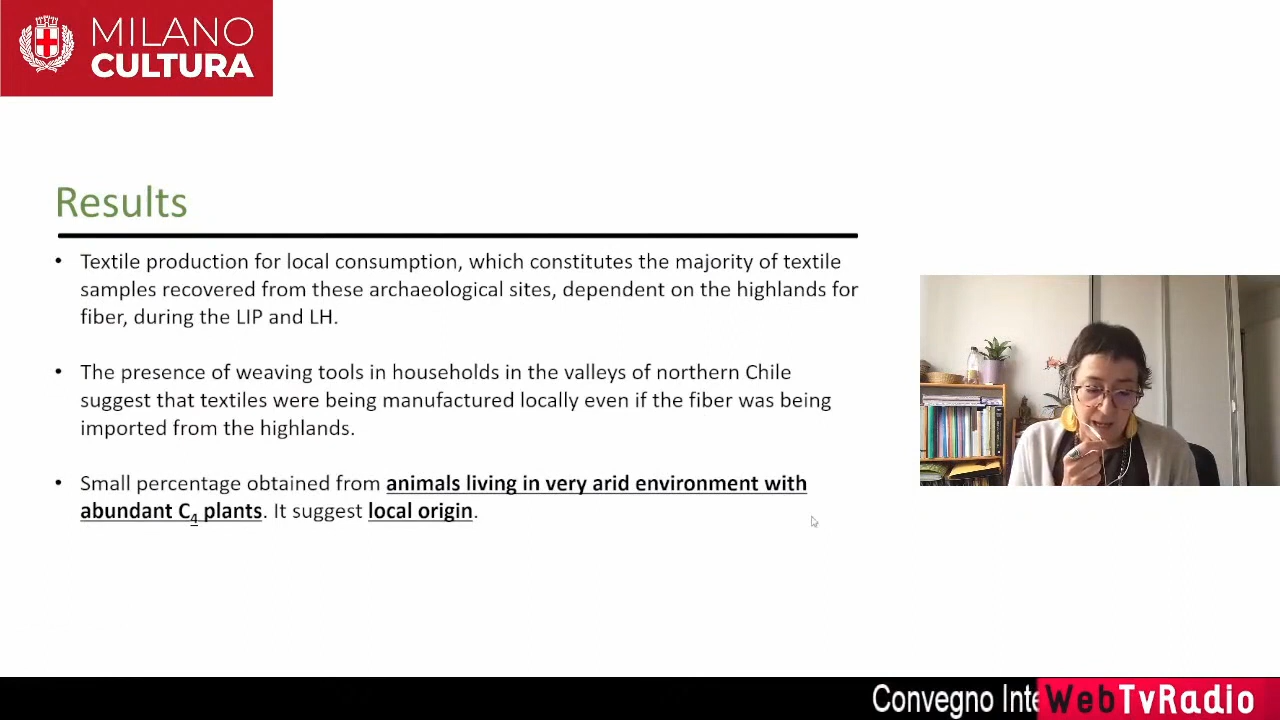 MILANO
CULTURA
Results
• Textile production for local consumption, which constitutes the majority of textile
samples recovered from these archaeological sites, dependent on the highlands for
fiber, during the LIP and LH.
• The presence of weaving tools in households in the valleys of northern Chile
suggest that textiles were being manufactured locally even if the fiber was being
imported from the highlands.
• Small percentage obtained from animals living in very arid environment with
abundant C4 plants. It suggest local origin.
Convegno Inte
WebTvRadio